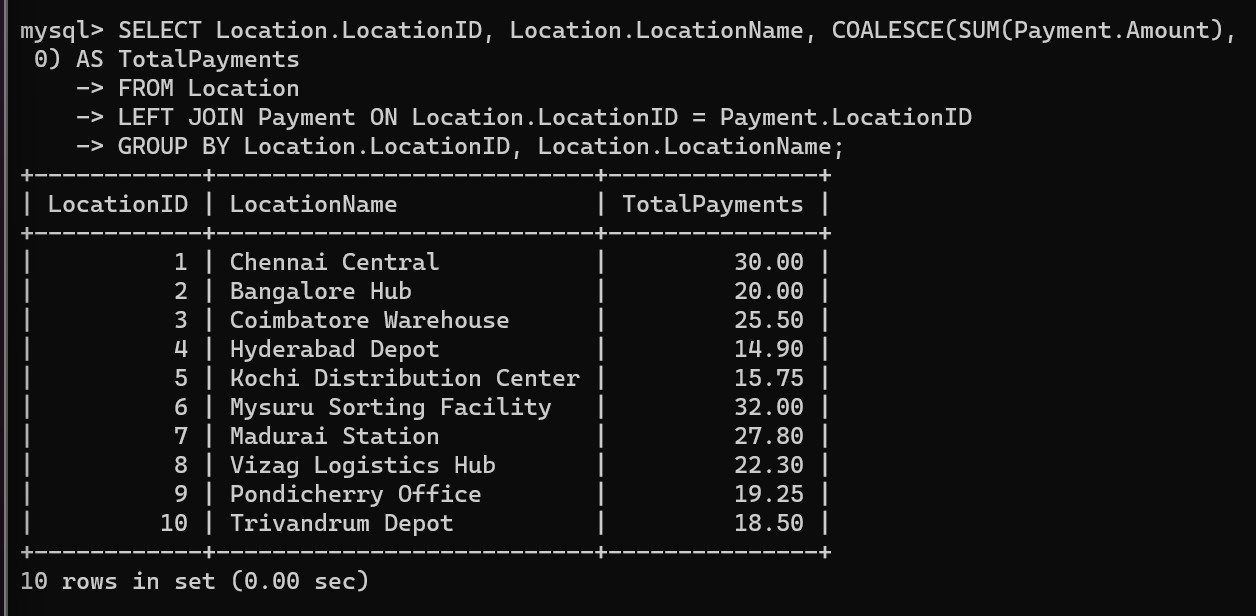 mysql> SELECT Location.LocationID, Location.LocationName, COALESCE(SUM(Payment.Amount),
 0) AS TotalPayments
    -> FROM Location
    -> LEFT JOIN Payment ON Location.LocationID = Payment.LocationID
    -> GROUP BY Location.LocationID, Location.LocationName;
+------------+---------------------------+---------------+
| LocationID | LocationName              | TotalPayments |
+------------+---------------------------+---------------+
|          1 | Chennai Central           |         30.00 |
|          2 | Bangalore Hub             |         20.00 |
|          3 | Coimbatore Warehouse      |         25.50 |
|          4 | Hyderabad Depot           |         14.90 |
|          5 | Kochi Distribution Center |         15.75 |
|          6 | Mysuru Sorting Facility   |         32.00 |
|          7 | Madurai Station           |         27.80 |
|          8 | Vizag Logistics Hub       |         22.30 |
|          9 | Pondicherry Office        |         19.25 |
|         10 | Trivandrum Depot          |         18.50 |
+------------+---------------------------+---------------+
10 rows in set (0.00 sec)